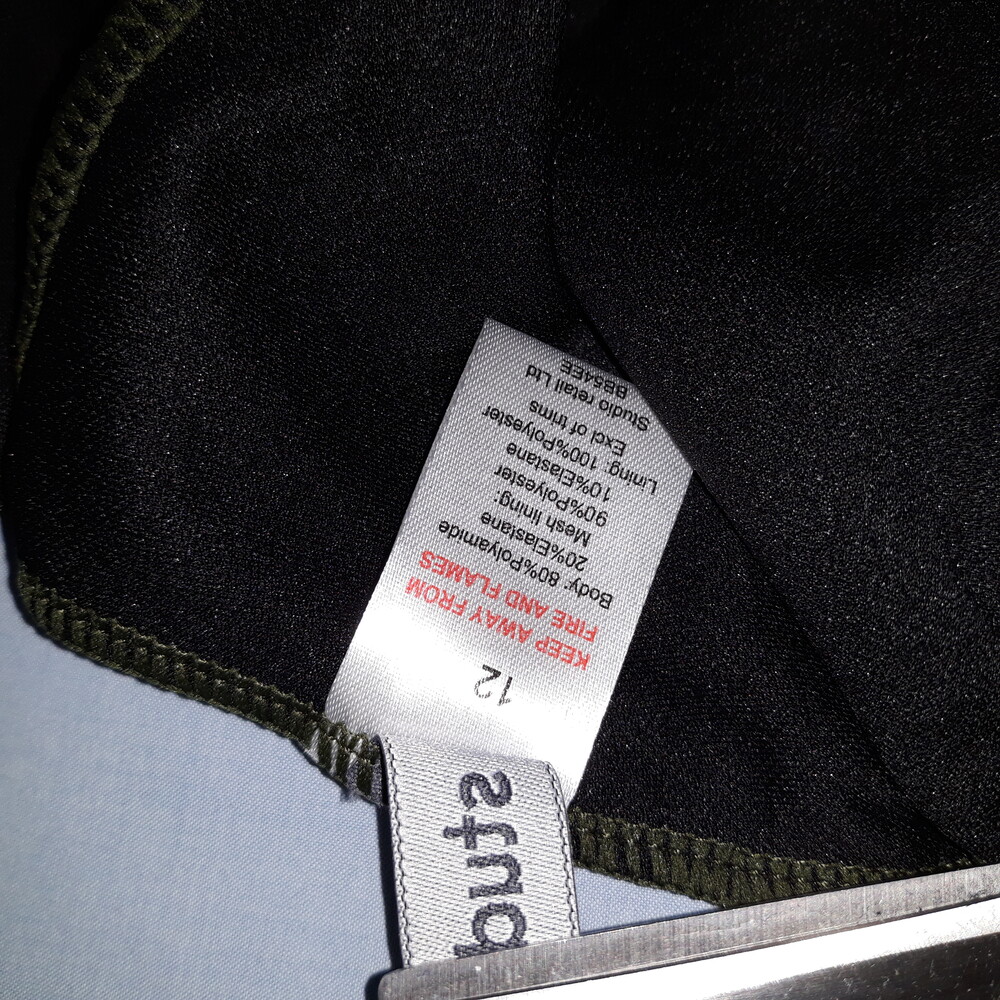 12
KEEP AWAY FROM
FIRE AND FLAMES
Body: 80%Polyamide
20%Elastane
Mesh lining:
90%Polyester
10%Elastane
Lining: 100%Polyester
Excl of trims
Studio retail Ltd
BB54EE